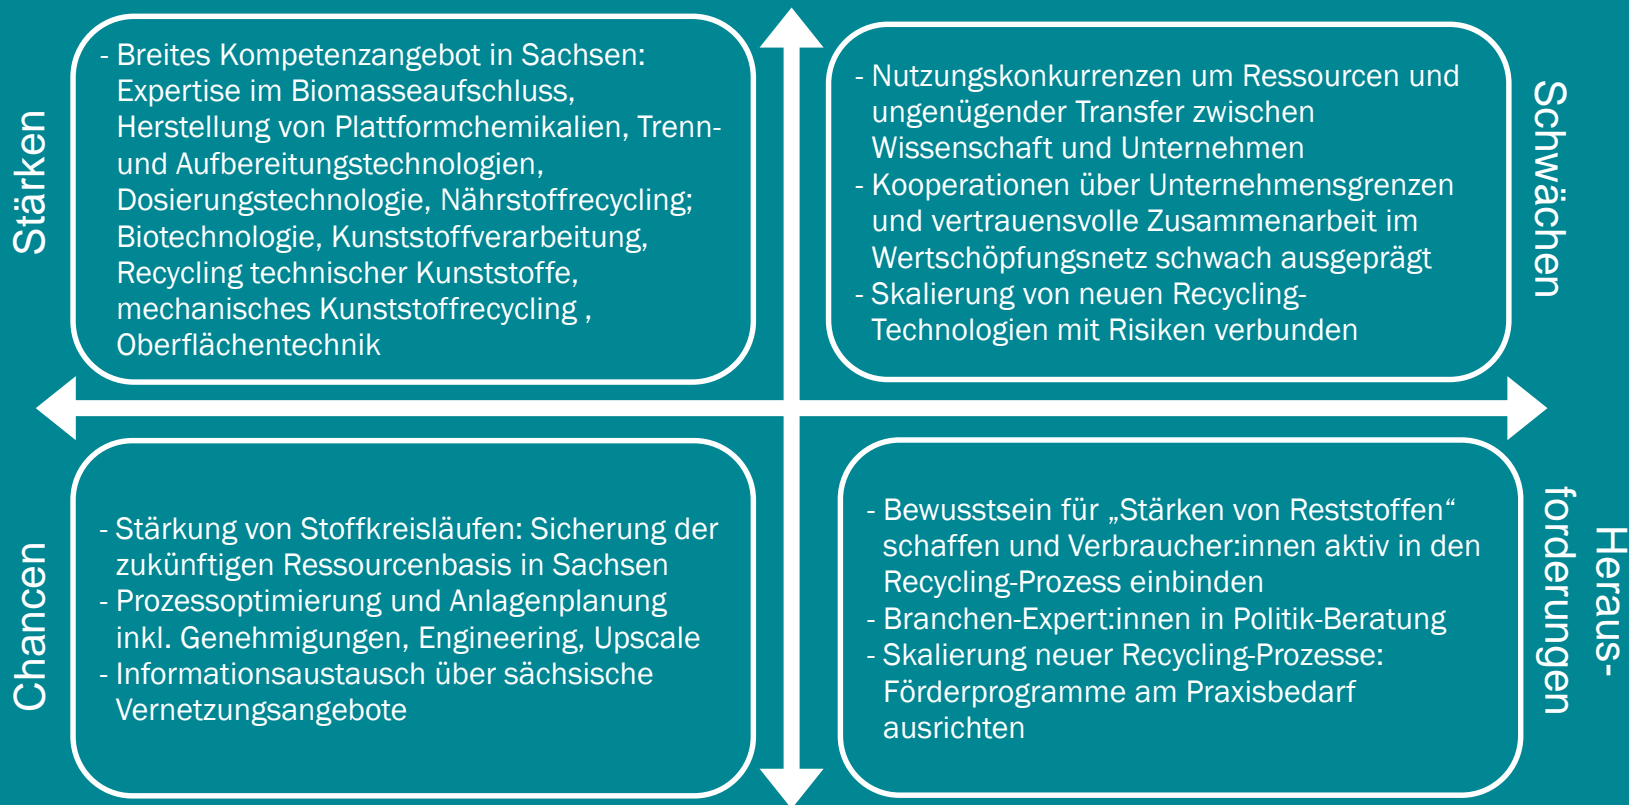 Stärken
- Breites Kompetenzangebot in Sachsen:
Expertise im Biomasseaufschluss,
Herstellung von Plattformchemikalien, Trenn-
und Aufbereitungstechnologien,
Dosierungstechnologie, Nährstoffrecycling;
Biotechnologie, Kunststoffverarbeitung,
Recycling technischer Kunststoffe,
mechanisches Kunststoffrecycling ,
Oberflächentechnik
Schwächen
- Nutzungskonkurrenzen um Ressourcen und
ungenügender Transfer zwischen
Wissenschaft und Unternehmen
- Kooperationen über Unternehmensgrenzen
und vertrauensvolle Zusammenarbeit im
Wertschöpfungsnetz schwach ausgeprägt
- Skalierung von neuen Recycling-
Technologien mit Risiken verbunden
Chancen
- Stärkung von Stoffkreisläufen: Sicherung der
zukünftigen Ressourcenbasis in Sachsen
- Prozessoptimierung und Anlagenplanung
inkl. Genehmigungen, Engineering, Upscale
- Informationsaustausch über sächsische
Vernetzungsangebote
Heraus-
forderungen
- Bewusstsein für „Stärken von Reststoffen“
schaffen und Verbraucher:innen aktiv in den
Recycling-Prozess einbinden
- Branchen-Expert:innen in Politik-Beratung
- Skalierung neuer Recycling-Prozesse:
Förderprogramme am Praxisbedarf
ausrichten